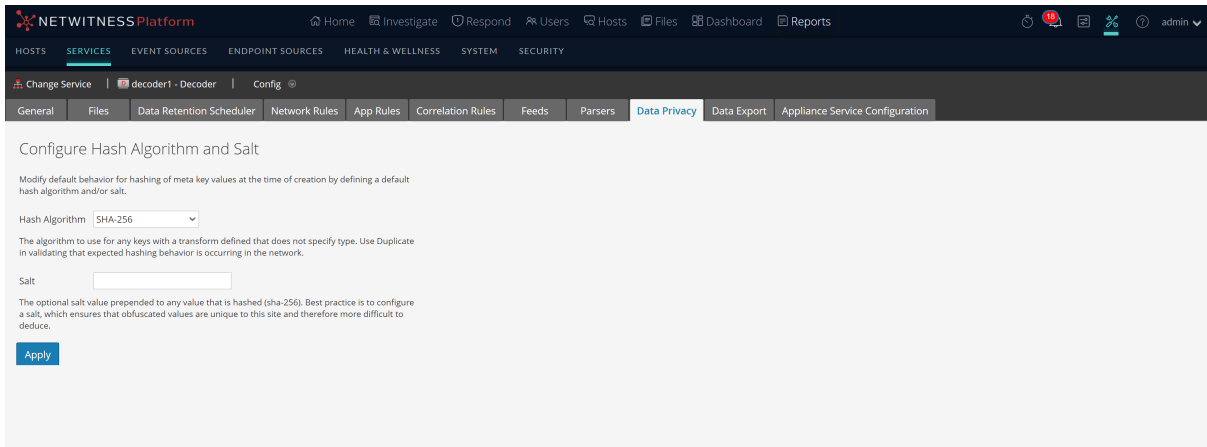 NETWITNESS Platform Home Investigate Respond Users Hosts Files Dashboard Reports 18 admin
HOSTS SERVICES EVENT SOURCES ENDPOINT SOURCES HEALTH & WELLNESS SYSTEM SECURITY
Change Service | decoder1 - Decoder | Config
General Files Data Retention Scheduler Network Rules App Rules Correlation Rules Feeds Parsers Data Privacy Data Export Appliance Service Configuration
Configure Hash Algorithm and Salt
Modify default behavior for hashing of meta key values at the time of creation by defining a default
hash algorithm and/or salt.
Hash Algorithm SHA-256
The algorithm to use for any keys with a transform defined that does not specify type. Use Duplicate
in validating that expected hashing behavior is occurring in the network.
Salt
The optional salt value prepended to any value that is hashed (sha-256). Best practice is to configure
a salt, which ensures that obfuscated values are unique to this site and therefore more difficult to
deduce.
Apply